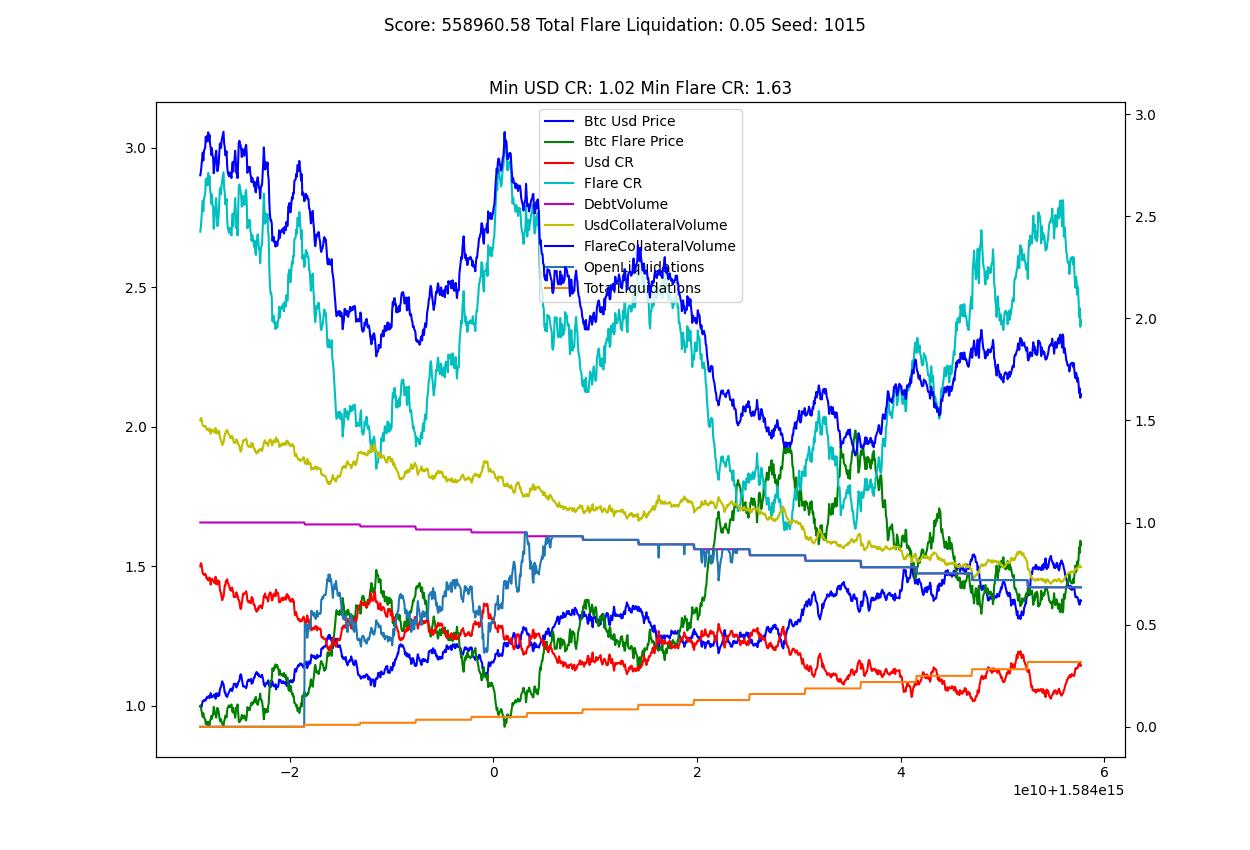 Score: 558960.58 Total Flare Liquidation: 0.05 Seed: 1015
Min USD CR: 1.02 Min Flare CR: 1.63
Btc Usd Price
Btc Flare Price
Usd CR
Flare CR
DebtVolume
UsdCollateralVolume
FlareCollateralVolume
OpenLiquidations
TotalLiquidations
3.0
2.5
2.0
1.5
1.0
3.0
2.5
2.0
1.5
1.0
0.5
0.0
−2 0 2 4 6
1e10+1.584e15